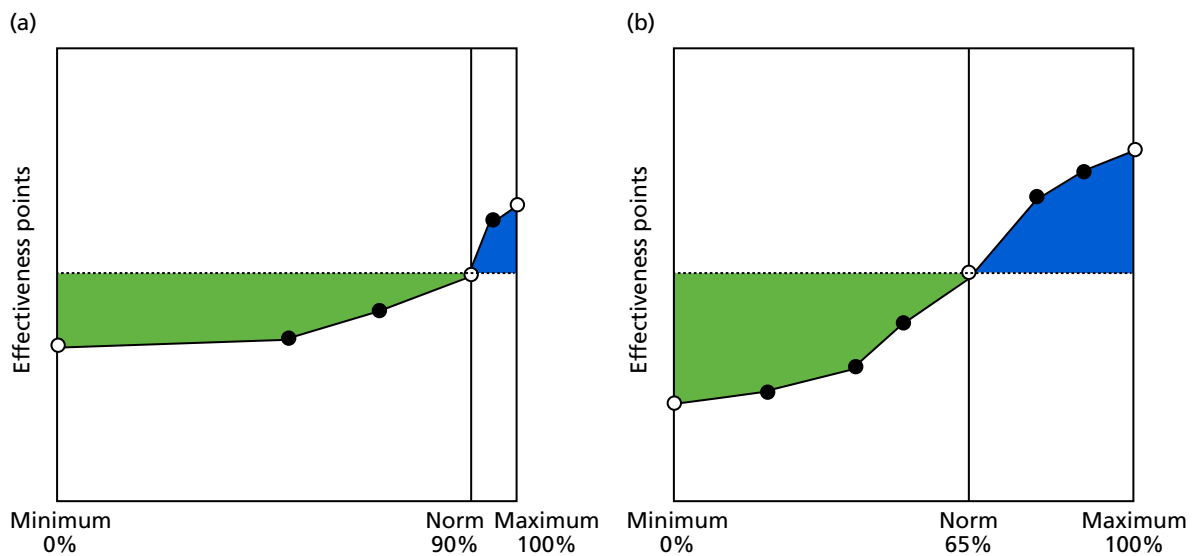 (a)
Effectiveness points
Minimum
0%
Norm
90%
Maximum
100%
(b)
Effectiveness points
Minimum
0%
Norm
65%
Maximum
100%